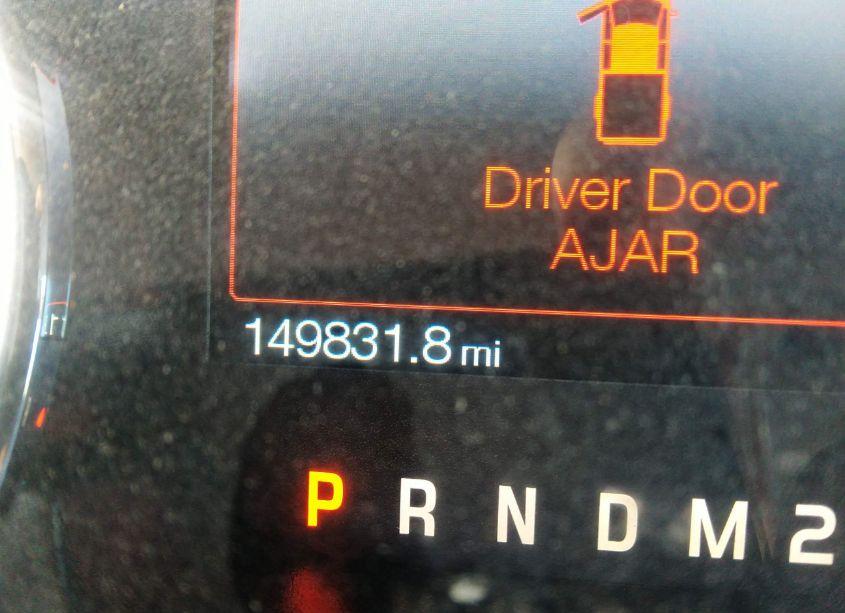 Driver Door
AJAR
149831.8 mi
P R N D M 2